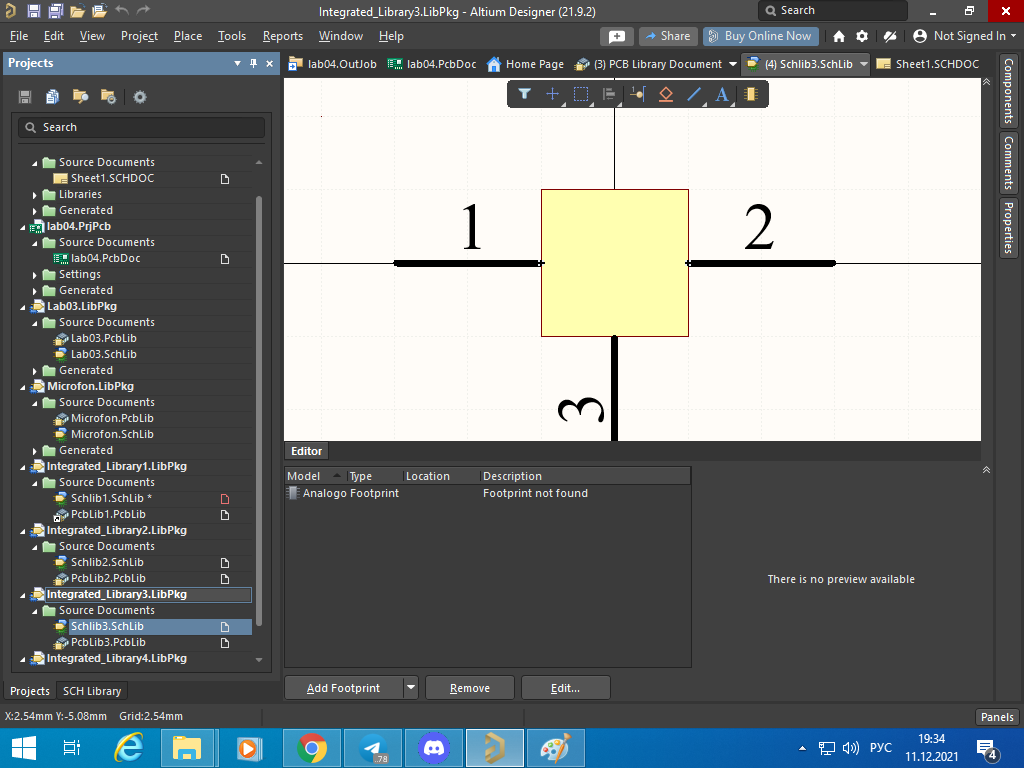 Integrated_Library3.LibPkg - Altium Designer (21.9.2)
Search
File Edit View Project Place Tools Reports Window Help
Share
Buy Online Now
Not Signed In
Projects
lab04.OutJob
lab04.PcbDoc
Home Page
(3) PCB Library Document
(4) Schlib3.SchLib
Sheet1.SCHDOC
Search
Source Documents
Sheet1.SCHDOC
Libraries
Generated
lab04.PrjPcb
Source Documents
lab04.PcbDoc
Settings
Generated
Lab03.LibPkg
Source Documents
Lab03.PcbLib
Lab03.SchLib
Generated
Microfon.LibPkg
Source Documents
Microfon.PcbLib
Microfon.SchLib
Generated
Integrated_Library1.LibPkg
Source Documents
Schlib1.SchLib *
PcbLib1.PcbLib
Integrated_Library2.LibPkg
Source Documents
Schlib2.SchLib
PcbLib2.PcbLib
Integrated_Library3.LibPkg
Source Documents
Schlib3.SchLib
PcbLib3.PcbLib
Integrated_Library4.LibPkg
Projects
SCH Library
A
1
2
3
Components
Comments
Properties
Editor
Model Type Location Description
Analogo Footprint Footprint not found
There is no preview available
Add Footprint
Remove
Edit...
X:2.54mm Y:-5.08mm Grid:2.54mm
Panels
.78
РУС
19:34
11.12.2021
4